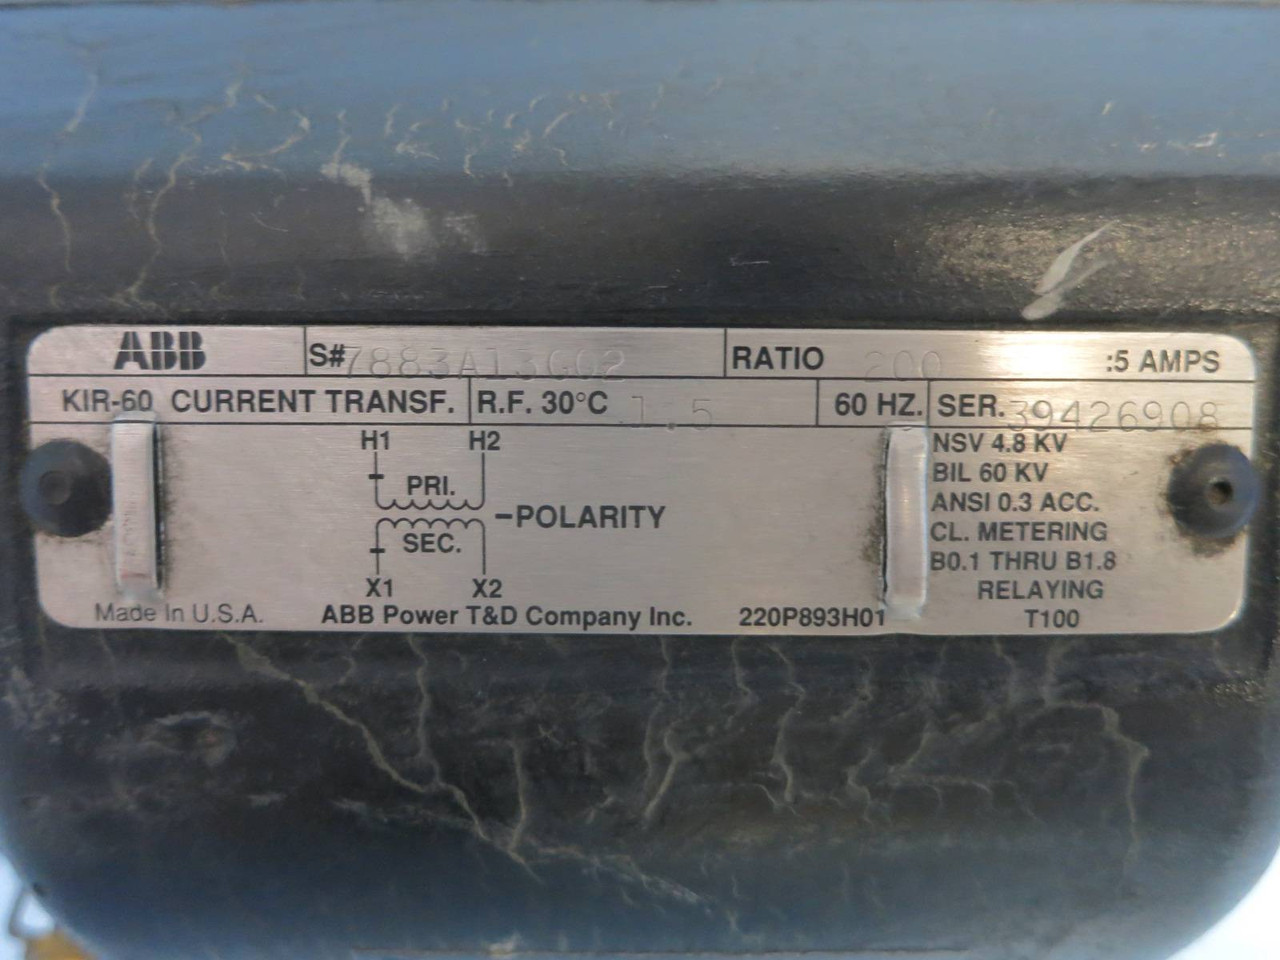 ABB S# 7883A13G02 RATIO 200 :5 AMPS
KIR-60 CURRENT TRANSF. R.F. 30°C 1.5 60 HZ. SER. 39426908
H1 H2
PRI.
-POLARITY
SEC.
X1 X2
NSV 4.8 KV
BIL 60 KV
ANSI 0.3 ACC.
CL. METERING
B0.1 THRU B1.8
RELAYING
T100
Made In U.S.A. ABB Power T&D Company Inc. 220P893H01